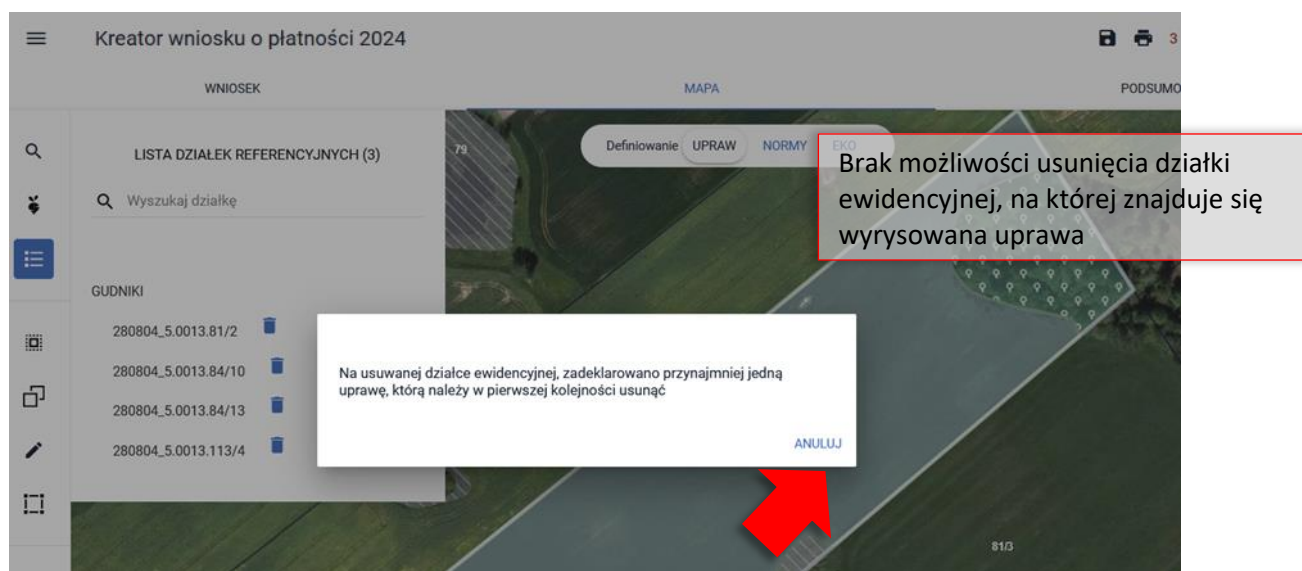 Kreator wniosku o płatności 2024
3
WNIOSEK
MAPA
PODSUMO
LISTA DZIAŁEK REFERENCYJNYCH (3)
79
Definiowanie UPRAW NORMY EKO
Brak możliwości usunięcia działki
ewidencyjnej, na której znajduje się
wyrysowana uprawa
Wyszukaj działkę
GUDNIKI
280804_5.0013.81/2
280804_5.0013.84/10
280804_5.0013.84/13
280804_5.0013.113/4
Na usuwanej działce ewidencyjnej, zadeklarowano przynajmniej jedną
uprawę, którą należy w pierwszej kolejności usunąć
ANULUJ
81/3